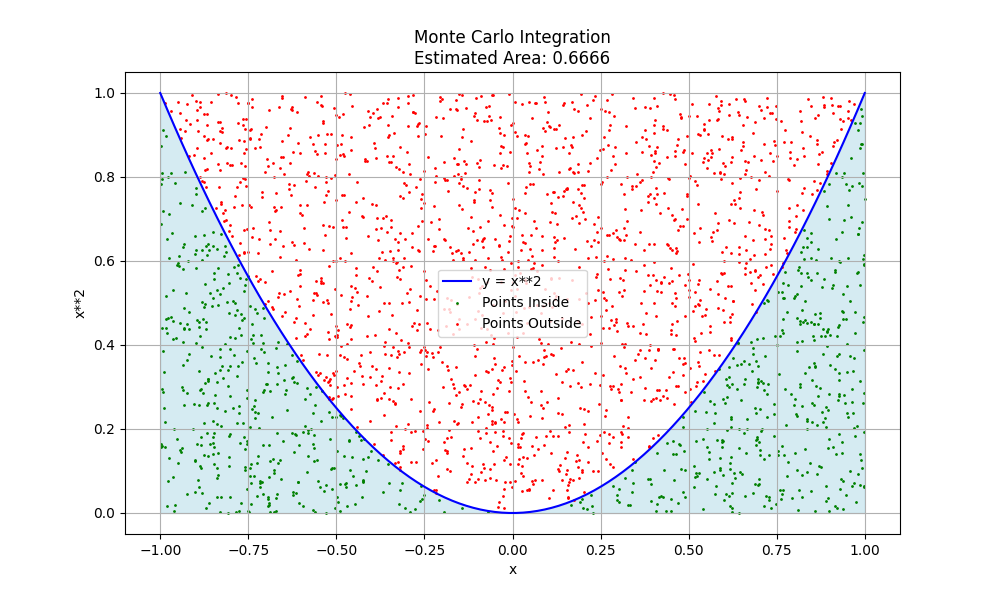 Monte Carlo Integration
Estimated Area: 0.6666
1.0
0.8
0.6
0.4
0.2
0.0
x**2
y = x**2
Points Inside
Points Outside
−1.00 −0.75 −0.50 −0.25 0.00 0.25 0.50 0.75 1.00
x